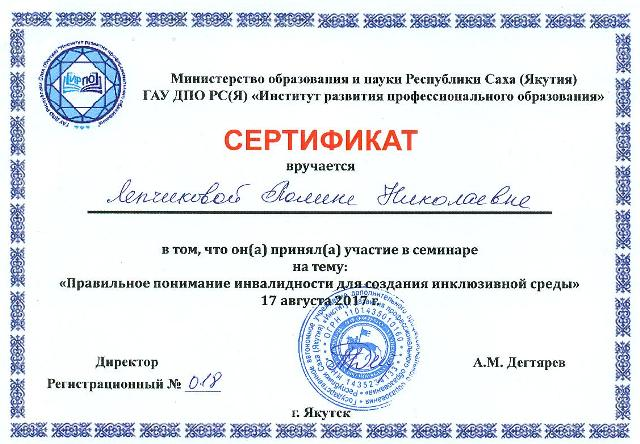 ИРПО
Министерство образования и науки Республики Саха (Якутия)
ГАУ ДПО РС(Я) «Институт развития профессионального образования»
СЕРТИФИКАТ
вручается
Лепчиковой Полине Николаевне
в том, что он(а) принял(а) участие в семинаре
на тему:
«Правильное понимание инвалидности для создания инклюзивной среды»
17 августа 2017 г.
Директор
А.М. Дегтярев
Регистрационный № 018
г. Якутск